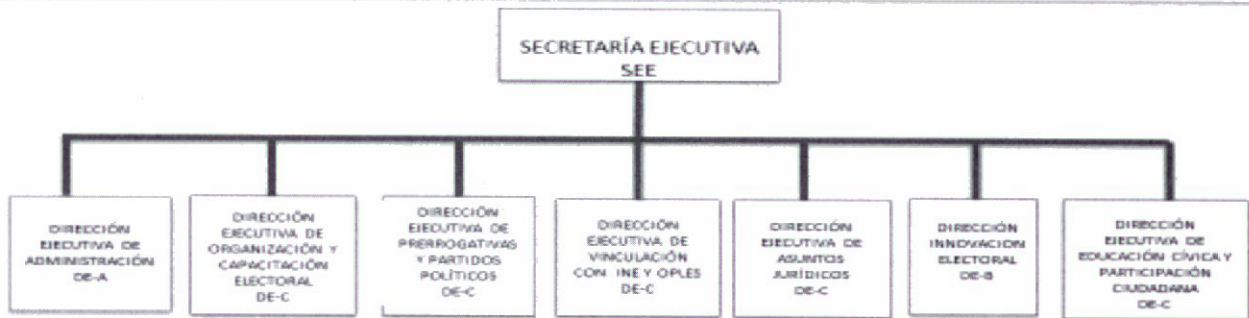 SECRETARÍA EJECUTIVA
SEE
DIRECCIÓN
EJECUTIVA DE
ADMINISTRACIÓN
DE-A
DIRECCIÓN
EJECUTIVA DE
ORGANIZACIÓN Y
CAPACITACIÓN
ELECTORAL
DE-C
DIRECCIÓN
EJECUTIVA DE
PRERROGATIVAS
Y PARTIDOS
POLÍTICOS
DE-C
DIRECCIÓN
EJECUTIVA DE
VINCULACIÓN
CON INE Y OPLES
DE-C
DIRECCIÓN
EJECUTIVA DE
ASUNTOS
JURÍDICOS
DE-C
DIRECCIÓN
INNOVACION
ELECTORAL
DE-B
DIRECCIÓN
EJECUTIVA DE
EDUCACIÓN CÍVICA Y
PARTICIPACIÓN
CIUDADANA
DE-C